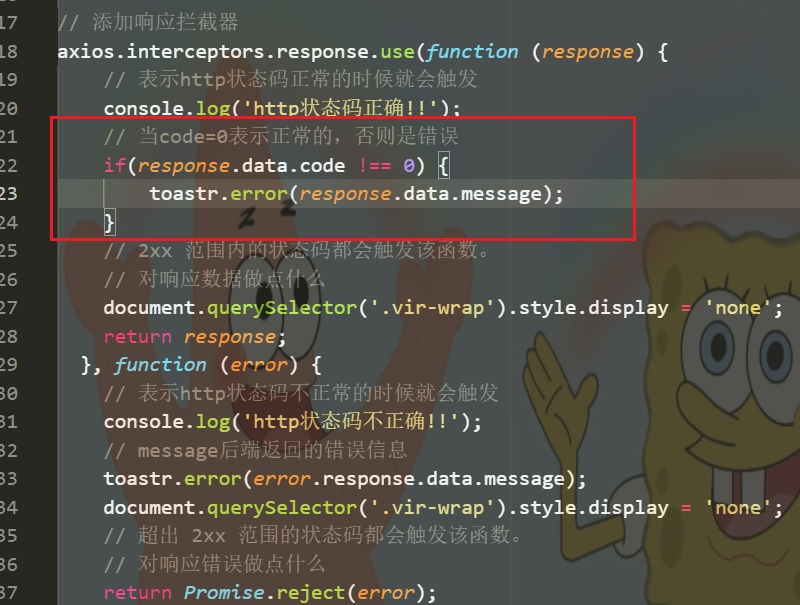 17 // 添加响应拦截器
18 axios.interceptors.response.use(function (response) {
19 // 表示http状态码正常的时候就会触发
20 console.log('http状态码正确!!');
21 // 当code=0表示正常的，否则是错误
22 if(response.data.code !== 0) {
23 toastr.error(response.data.message);
24 }
25 // 2xx 范围内的状态码都会触发该函数。
26 // 对响应数据做点什么
27 document.querySelector('.vir-wrap').style.display = 'none';
28 return response;
29 }, function (error) {
30 // 表示http状态码不正常的时候就会触发
31 console.log('http状态码不正确!!');
32 // message后端返回的错误信息
33 toastr.error(error.response.data.message);
34 document.querySelector('.vir-wrap').style.display = 'none';
35 // 超出 2xx 范围的状态码都会触发该函数。
36 // 对响应错误做点什么
37 return Promise.reject(error);
z z